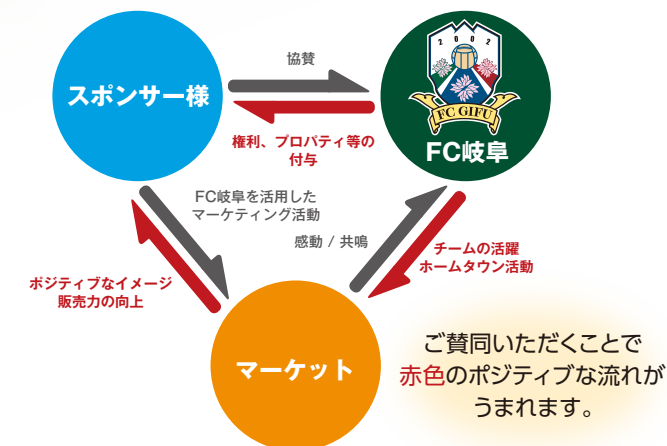 2 0 0 2
FC GIFU
スポンサー様
協賛
FC岐阜
権利、プロパティ等の
付与
FC岐阜を活用した
マーケティング活動
感動 / 共鳴
チームの活躍
ホームタウン活動
ポジティブなイメージ
販売力の向上
マーケット
ご賛同いただくことで
赤色のポジティブな流れが
うまれます。